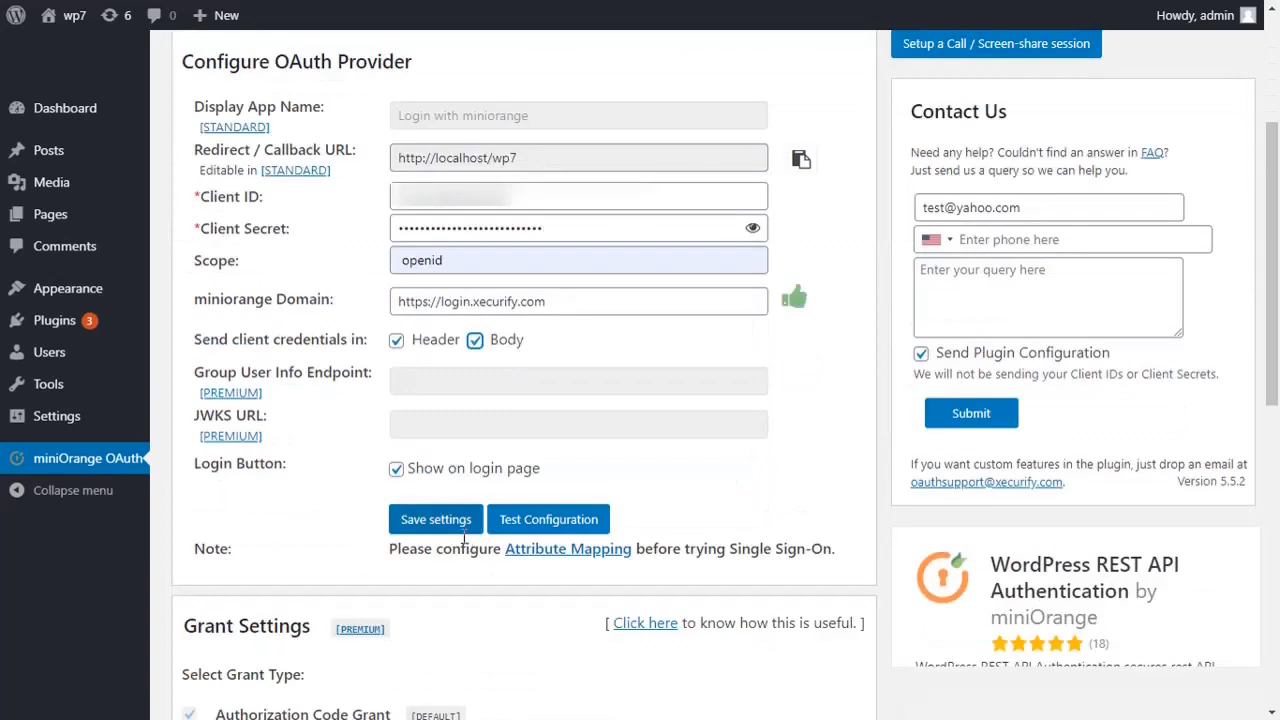 wp7
6
0
New
Howdy, admin
Dashboard
Posts
Media
Pages
Comments
Appearance
Plugins 3
Users
Tools
Settings
miniOrange OAuth
Collapse menu
Configure OAuth Provider
Display App Name:
[STANDARD]
Login with miniorange
Redirect / Callback URL:
Editable in [STANDARD]
http://localhost/wp7
*Client ID:
*Client Secret:
•••••••••••••••••••••••••••
Scope:
openid
miniorange Domain:
https://login.xecurify.com
Send client credentials in:
Header
Body
Group User Info Endpoint:
[PREMIUM]
JWKS URL:
[PREMIUM]
Login Button:
Show on login page
Save settings
Test Configuration
Note:
Please configure Attribute Mapping before trying Single Sign-On.
Grant Settings [PREMIUM]
[ Click here to know how this is useful. ]
Select Grant Type:
Authorization Code Grant [DEFAULT]
Setup a Call / Screen-share session
Contact Us
Need any help? Couldn't find an answer in FAQ?
Just send us a query so we can help you.
test@yahoo.com
Enter phone here
Enter your query here
Send Plugin Configuration
We will not be sending your Client IDs or Client Secrets.
Submit
If you want custom features in the plugin, just drop an email at
oauthsupport@xecurify.com.
Version 5.5.2
WordPress REST API
Authentication by
miniOrange
(18)
WordPress REST API Authentication secures rest API